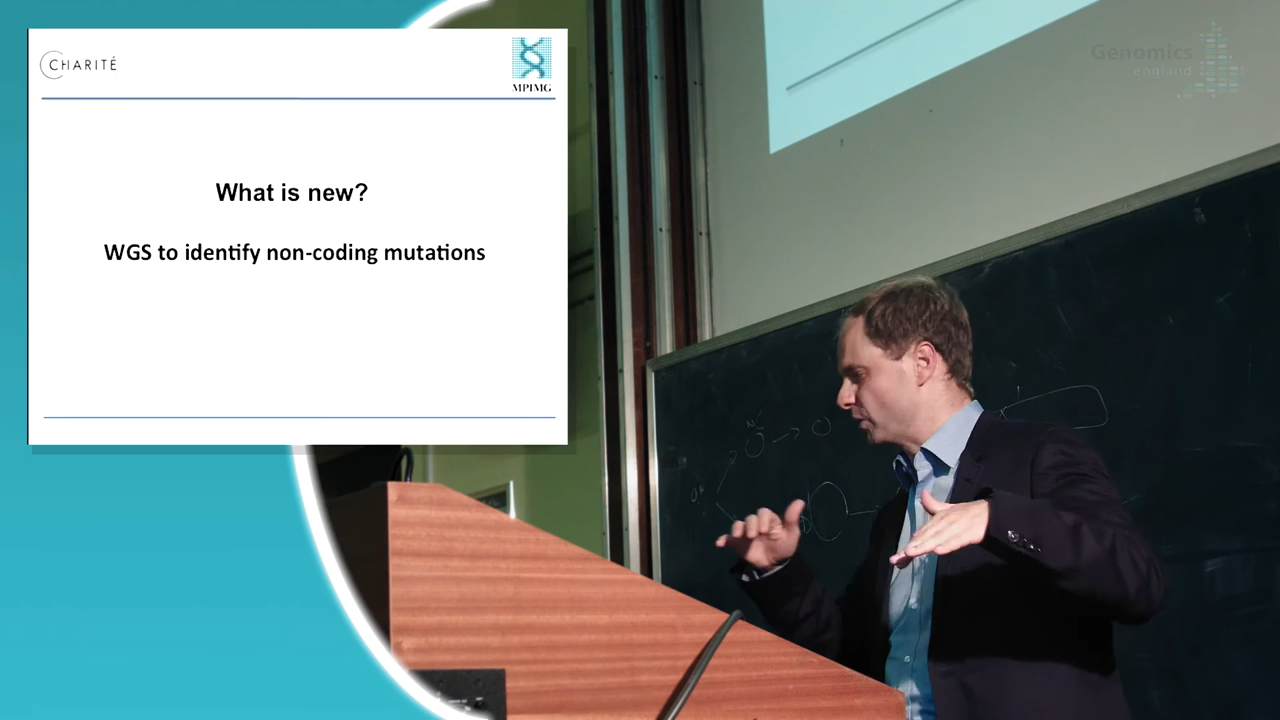 CHARITÉ
MPIMG
What is new?
WGS to identify non-coding mutations
Genomics
england